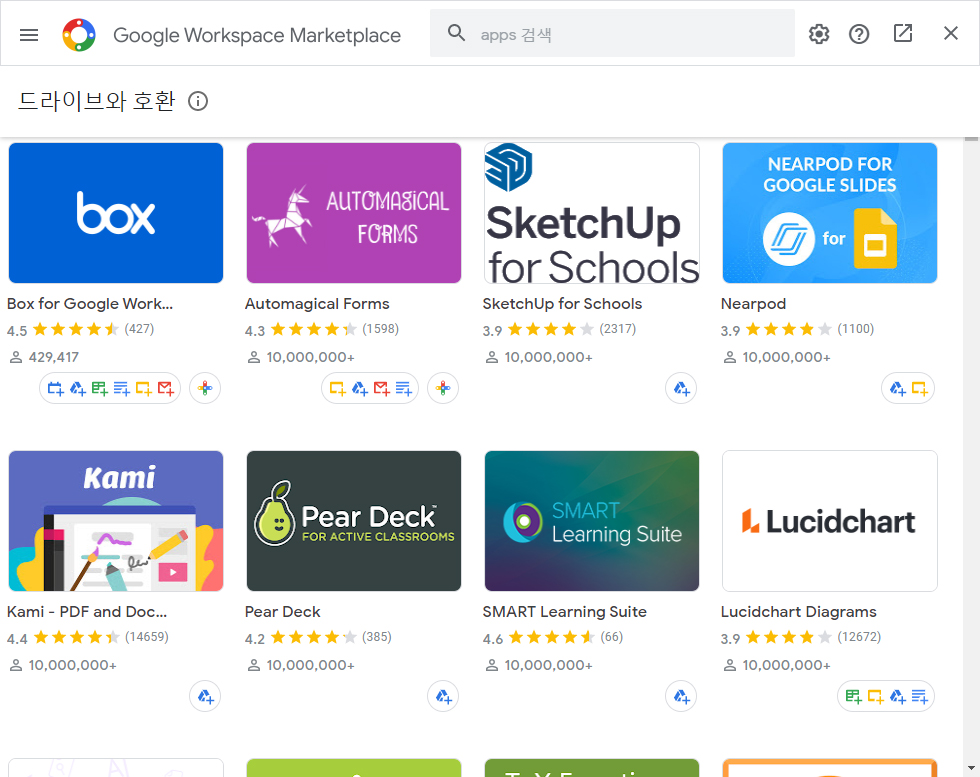 Google Workspace Marketplace
apps 검색
드라이브와 호환
box
AUTOMAGICAL
FORMS
SketchUp
for Schools
NEARPOD FOR
GOOGLE SLIDES
for
Box for Google Work...
Automagical Forms
SketchUp for Schools
Nearpod
4.5 (427)
4.3 (1598)
3.9 (2317)
3.9 (1100)
429,417
10,000,000+
10,000,000+
10,000,000+
Kami
Pear Deck™
FOR ACTIVE CLASSROOMS
SMART
Learning Suite
Lucidchart
Kami - PDF and Doc...
Pear Deck
SMART Learning Suite
Lucidchart Diagrams
4.4 (14659)
4.2 (385)
4.6 (66)
3.9 (12672)
10,000,000+
10,000,000+
10,000,000+
10,000,000+